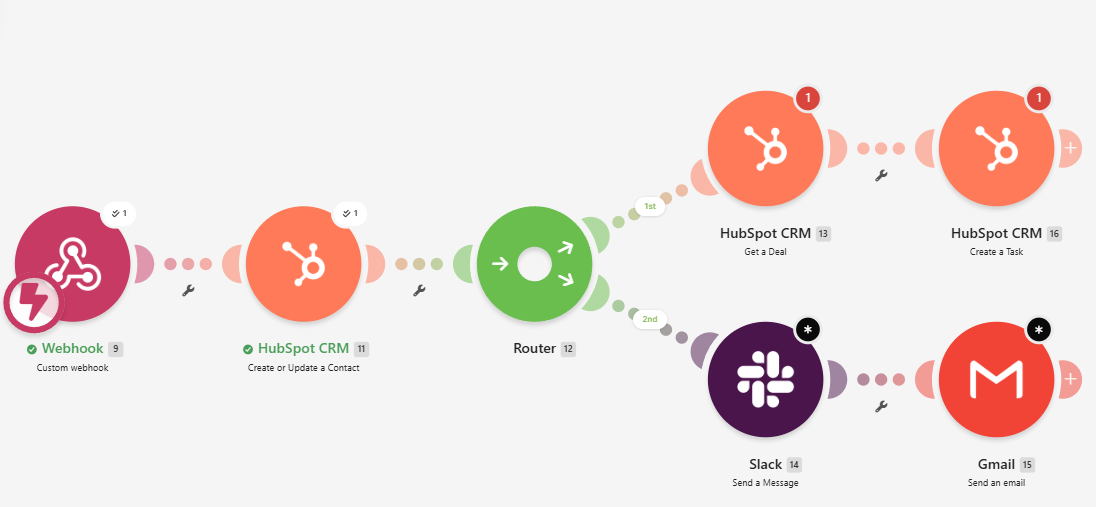 1
1
HubSpot CRM 13
Get a Deal
HubSpot CRM 16
Create a Task
1st
1
1
Webhook 9
Custom webhook
HubSpot CRM 11
Create or Update a Contact
Router 12
2nd
*
*
Slack 14
Send a Message
Gmail 15
Send an email